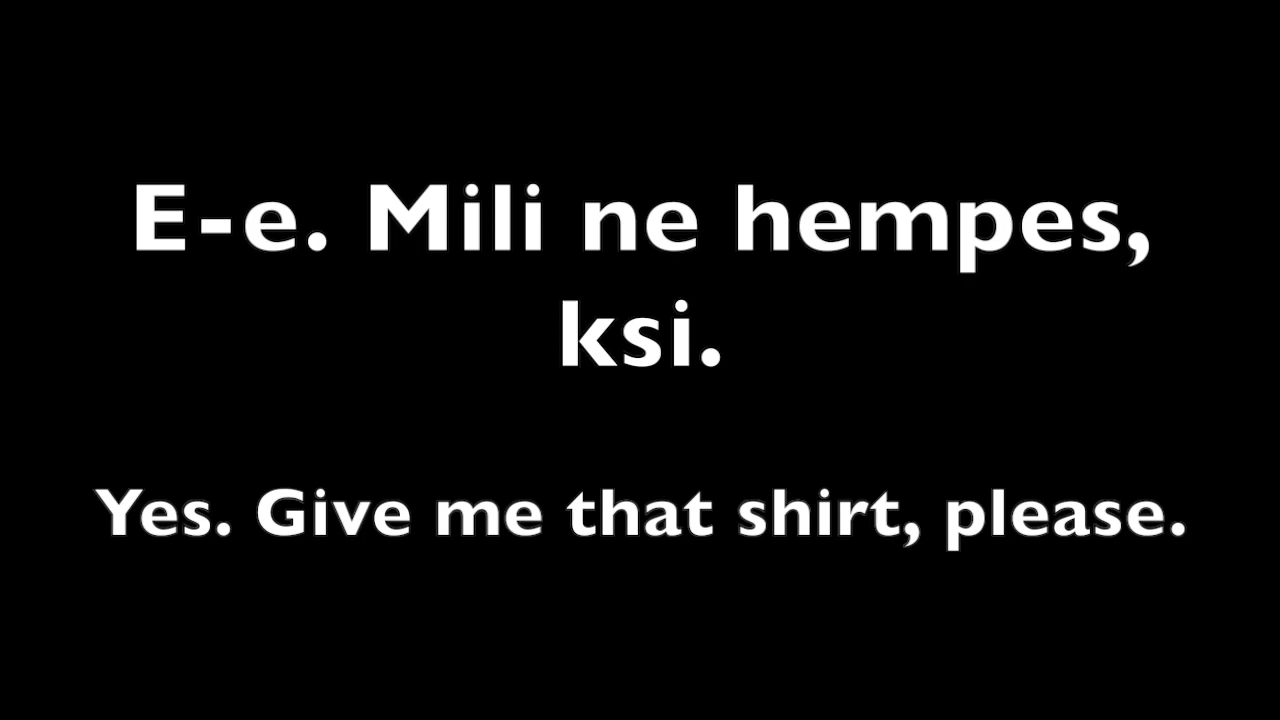 E-e. Mili ne hempes,
ksi.
Yes. Give me that shirt, please.